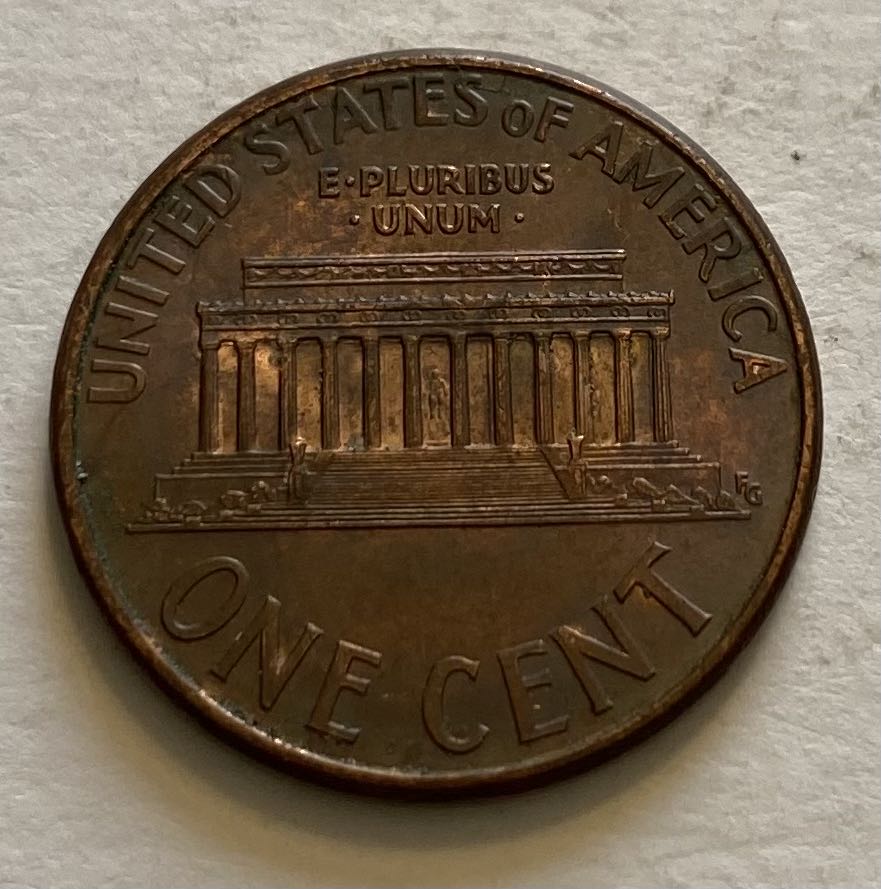 UNITED STATES OF AMERICA
E·PLURIBUS
·UNUM·
FG
ONE CENT